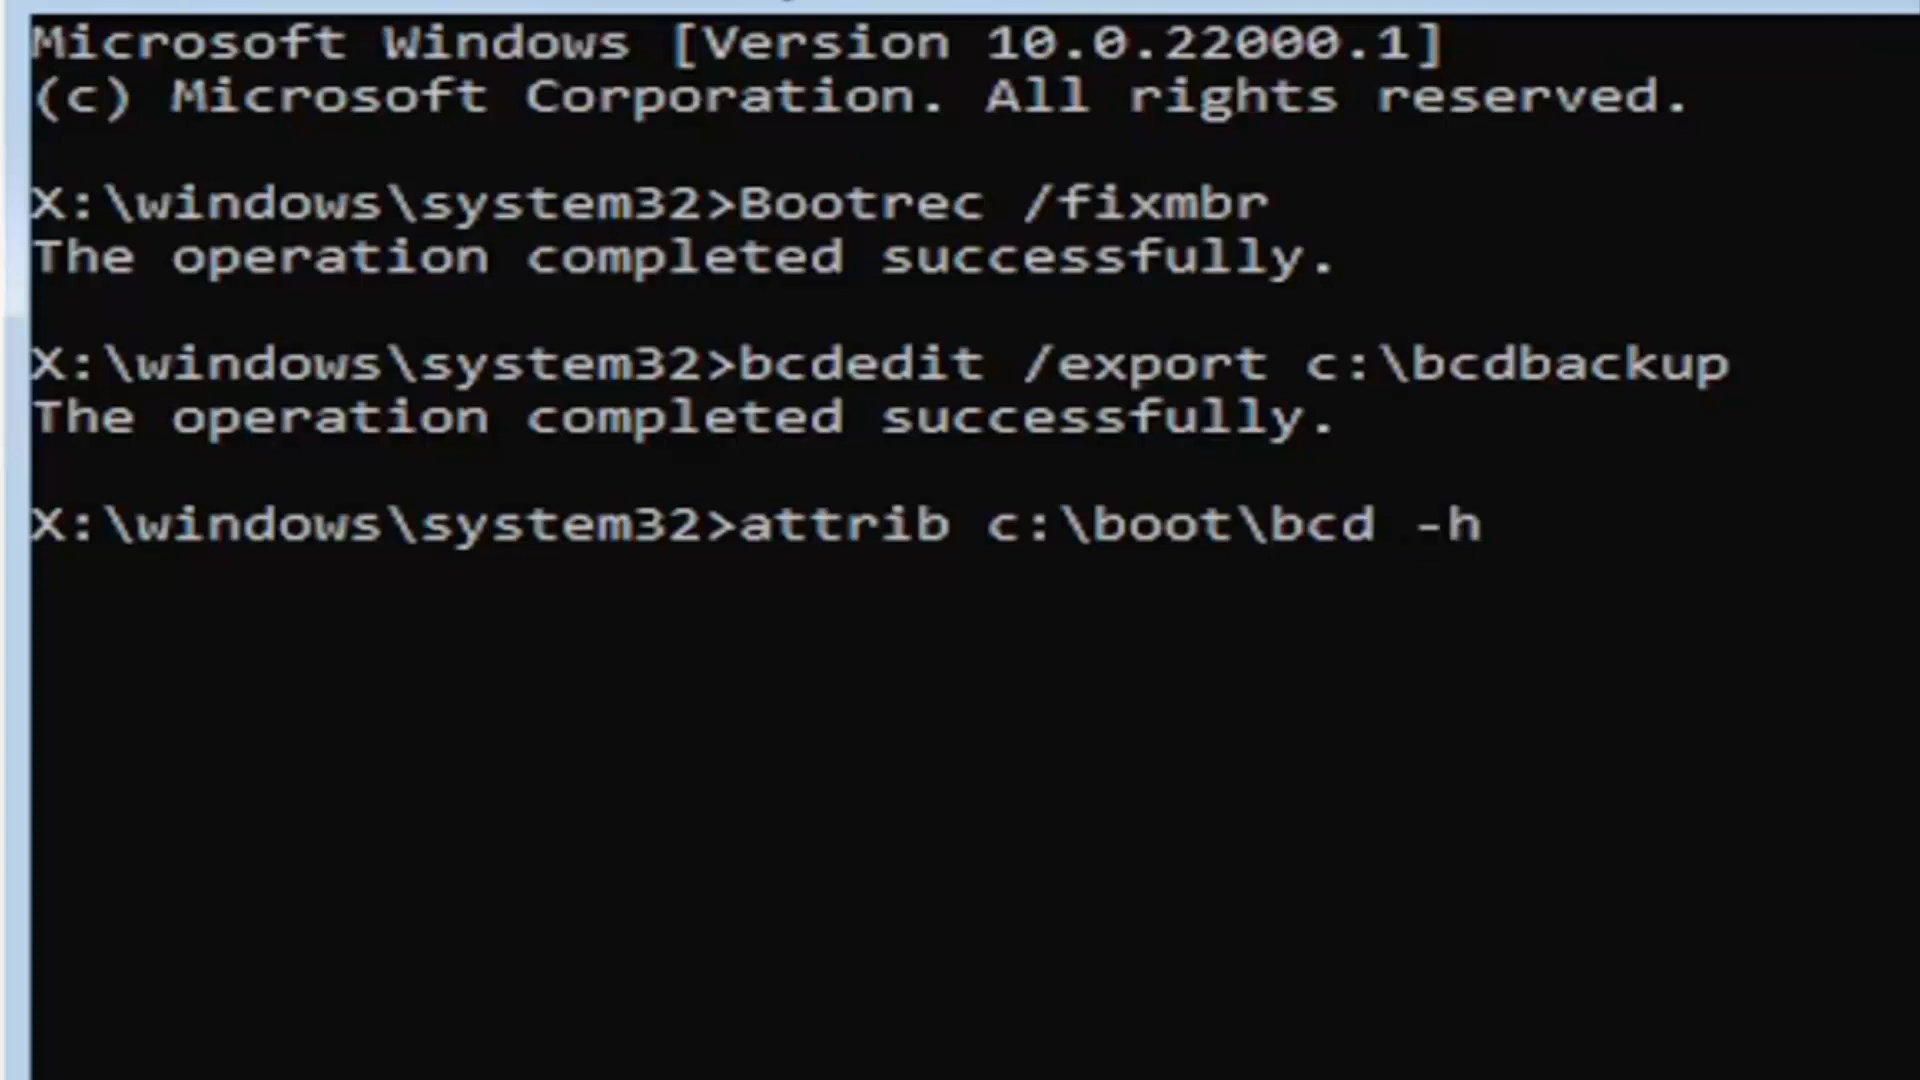 Microsoft Windows [Version 10.0.22000.1]
(c) Microsoft Corporation. All rights reserved.
X:\windows\system32>Bootrec /fixmbr
The operation completed successfully.
X:\windows\system32>bcdedit /export c:\bcdbackup
The operation completed successfully.
X:\windows\system32>attrib c:\boot\bcd -h